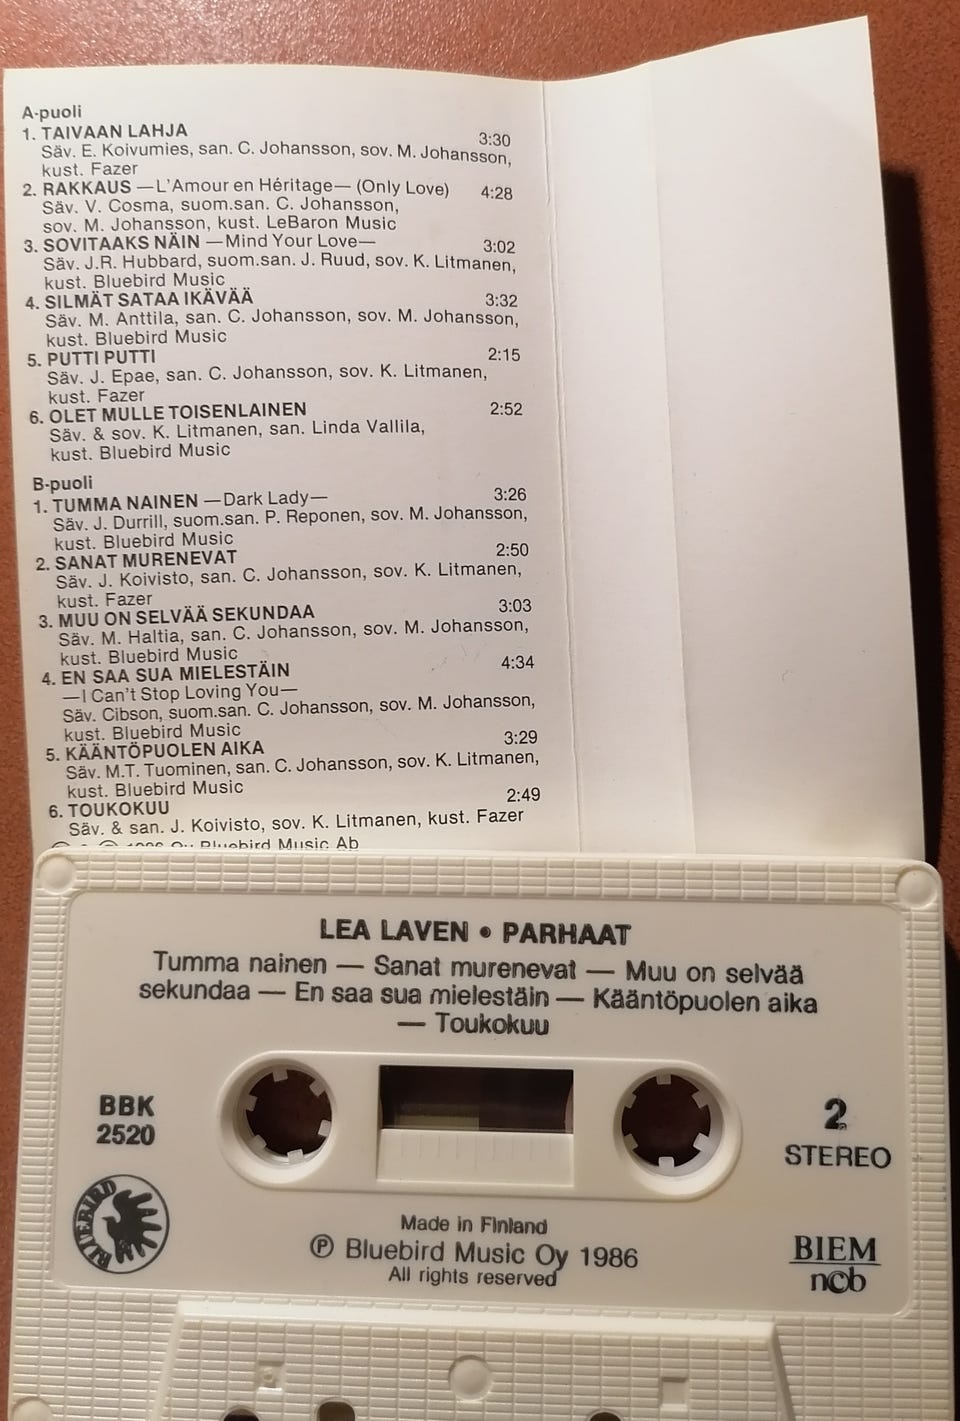 A-puoli
1. TAIVAAN LAHJA 3:30
Säv. E. Koivumies, san. C. Johansson, sov. M. Johansson,
kust. Fazer
2. RAKKAUS —L'Amour en Héritage— (Only Love) 4:28
Säv. V. Cosma, suom.san. C. Johansson,
sov. M. Johansson, kust. LeBaron Music
3. SOVITAAKS NÄIN —Mind Your Love— 3:02
Säv. J.R. Hubbard, suom.san. J. Ruud, sov. K. Litmanen,
kust. Bluebird Music
4. SILMÄT SATAA IKÄVÄÄ 3:32
Säv. M. Anttila, san. C. Johansson, sov. M. Johansson,
kust. Bluebird Music
5. PUTTI PUTTI 2:15
Säv. J. Epae, san. C. Johansson, sov. K. Litmanen,
kust. Fazer
6. OLET MULLE TOISENLAINEN 2:52
Säv. & sov. K. Litmanen, san. Linda Vallila,
kust. Bluebird Music
B-puoli
1. TUMMA NAINEN —Dark Lady— 3:26
Säv. J. Durrill, suom.san. P. Reponen, sov. M. Johansson,
kust. Bluebird Music
2. SANAT MURENEVAT 2:50
Säv. J. Koivisto, san. C. Johansson, sov. K. Litmanen,
kust. Fazer
3. MUU ON SELVÄÄ SEKUNDAA 3:03
Säv. M. Haltia, san. C. Johansson, sov. M. Johansson,
kust. Bluebird Music
4. EN SAA SUA MIELESTÄIN 4:34
—I Can't Stop Loving You—
Säv. Cibson, suom.san. C. Johansson, sov. M. Johansson,
kust. Bluebird Music
5. KÄÄNTÖPUOLEN AIKA 3:29
Säv. M.T. Tuominen, san. C. Johansson, sov. K. Litmanen,
kust. Bluebird Music
6. TOUKOKUU 2:49
Säv. & san. J. Koivisto, sov. K. Litmanen, kust. Fazer
1986 Oy Bluebird Music Ab
LEA LAVEN • PARHAAT
Tumma nainen — Sanat murenevat — Muu on selvää
sekundaa — En saa sua mielestäin — Kääntöpuolen aika
— Toukokuu
BBK
2520
2
STEREO
BLUEBIRD
Made in Finland
℗ Bluebird Music Oy 1986
All rights reserved
BIEM
ncb